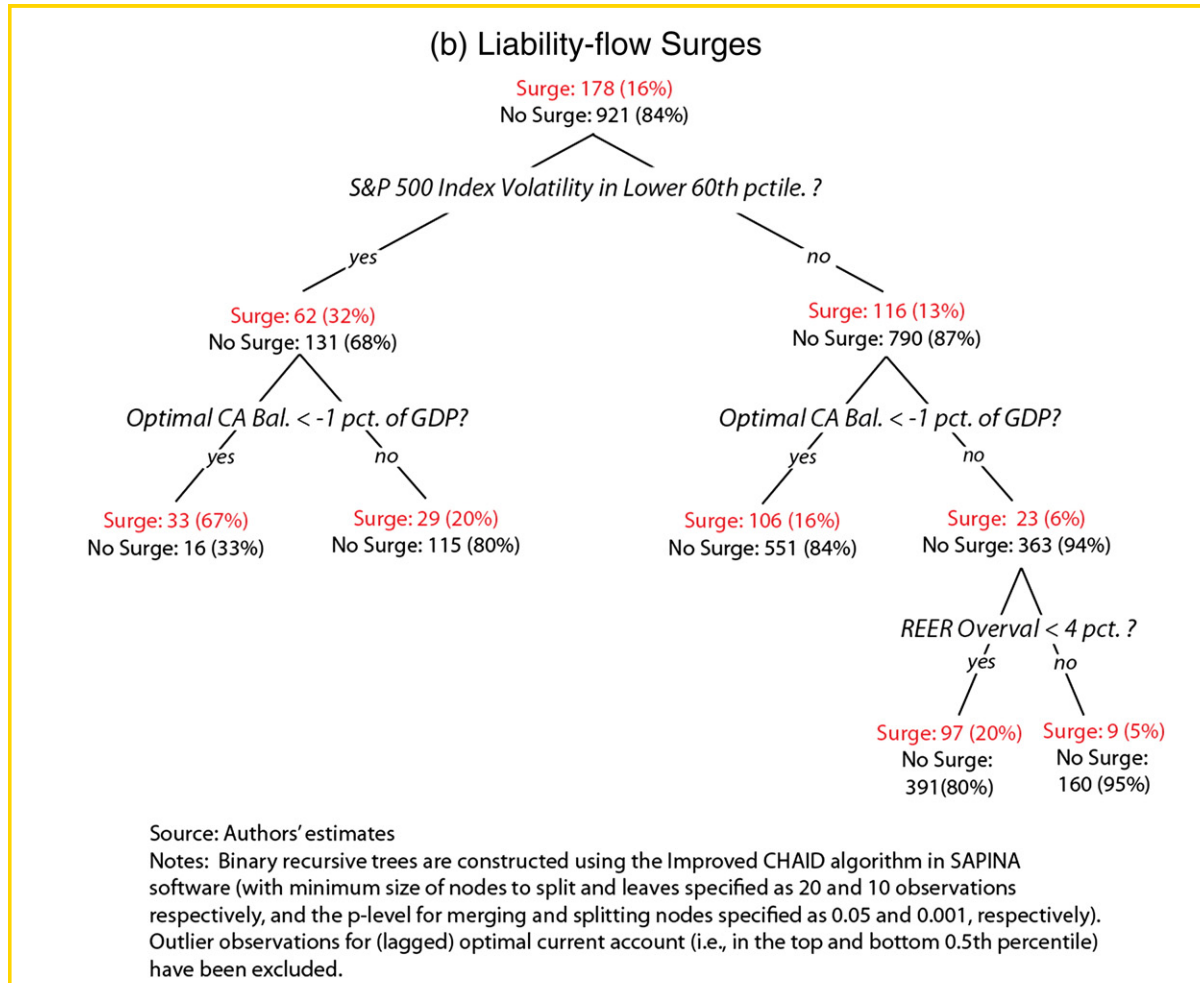 (b) Liability-flow Surges
Surge: 178 (16%)
No Surge: 921 (84%)
S&P 500 Index Volatility in Lower 60th pctile. ?
yes
no
Surge: 62 (32%)
No Surge: 131 (68%)
Surge: 116 (13%)
No Surge: 790 (87%)
Optimal CA Bal. < -1 pct. of GDP?
Optimal CA Bal. < -1 pct. of GDP?
yes
no
yes
no
Surge: 33 (67%)
No Surge: 16 (33%)
Surge: 29 (20%)
No Surge: 115 (80%)
Surge: 106 (16%)
No Surge: 551 (84%)
Surge: 23 (6%)
No Surge: 363 (94%)
REER Overval < 4 pct. ?
yes
no
Surge: 97 (20%)
No Surge:
391(80%)
Surge: 9 (5%)
No Surge:
160 (95%)
Source: Authors' estimates
Notes: Binary recursive trees are constructed using the Improved CHAID algorithm in SAPINA
software (with minimum size of nodes to split and leaves specified as 20 and 10 observations
respectively, and the p-level for merging and splitting nodes specified as 0.05 and 0.001, respectively).
Outlier observations for (lagged) optimal current account (i.e., in the top and bottom 0.5th percentile)
have been excluded.